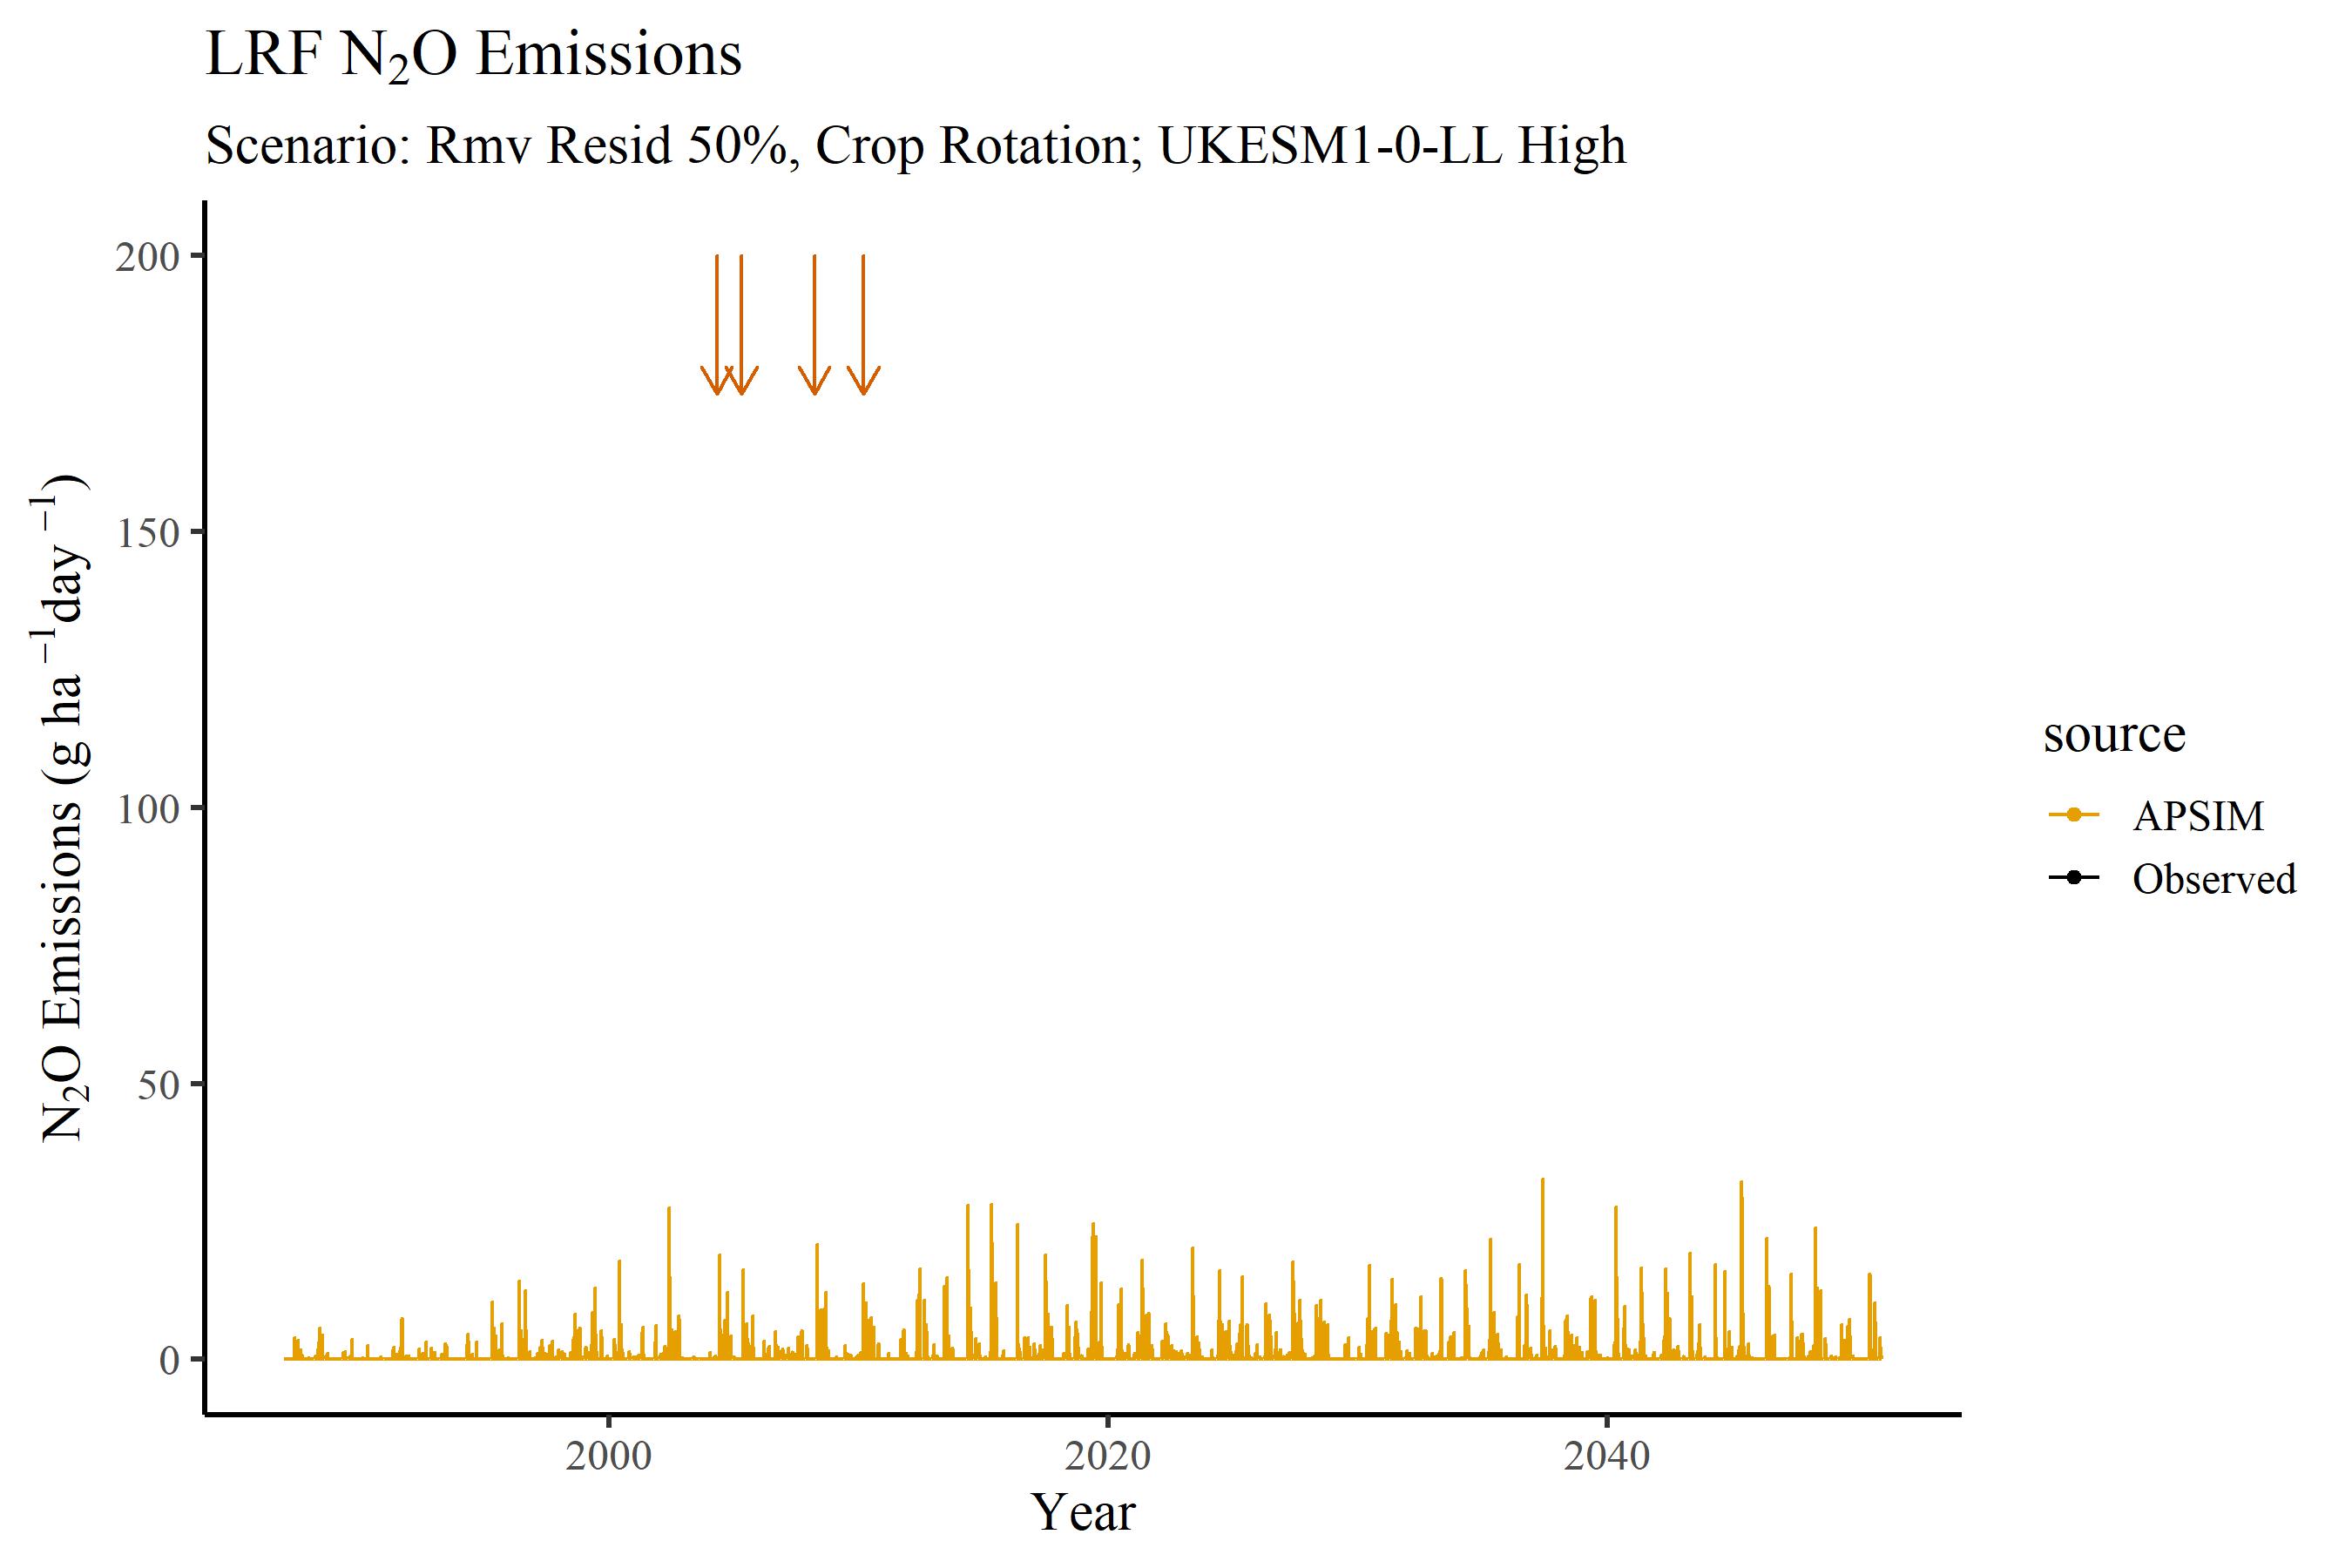 LRF N₂O Emissions
Scenario: Rmv Resid 50%, Crop Rotation; UKESM1-0-LL High
N₂O Emissions (g ha ⁻¹day ⁻¹)
200
150
100
50
0
2000 2020 2040
Year
source
APSIM
Observed